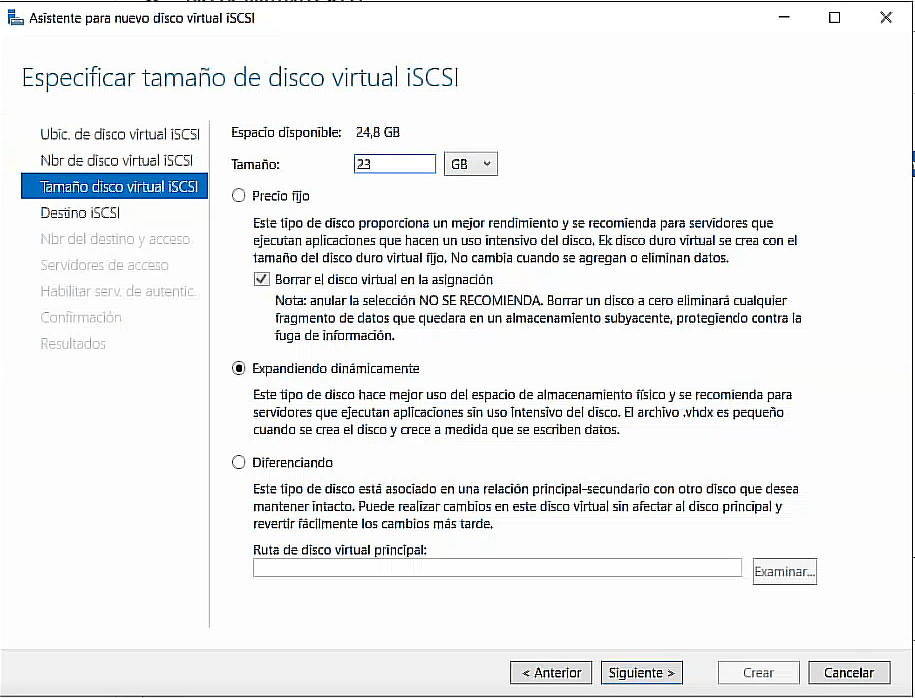 Asistente para nuevo disco virtual iSCSI
Especificar tamaño de disco virtual iSCSI
Ubic. de disco virtual iSCSI
Nbr de disco virtual iSCSI
Tamaño disco virtual iSCSI
Destino iSCSI
Nbr del destino y acceso
Servidores de acceso
Habilitar serv. de autentic.
Confirmación
Resultados
Espacio disponible: 24,8 GB
Tamaño: 23 GB
Precio fijo
Este tipo de disco proporciona un mejor rendimiento y se recomienda para servidores que
ejecutan aplicaciones que hacen un uso intensivo del disco. Ek disco duro virtual se crea con el
tamaño del disco duro virtual fijo. No cambia cuando se agregan o eliminan datos.
Borrar el disco virtual en la asignación
Nota: anular la selección NO SE RECOMIENDA. Borrar un disco a cero eliminará cualquier
fragmento de datos que quedara en un almacenamiento subyacente, protegiendo contra la
fuga de información.
Expandiendo dinámicamente
Este tipo de disco hace mejor uso del espacio de almacenamiento físico y se recomienda para
servidores que ejecutan aplicaciones sin uso intensivo del disco. El archivo .vhdx es pequeño
cuando se crea el disco y crece a medida que se escriben datos.
Diferenciando
Este tipo de disco está asociado en una relación principal-secundario con otro disco que desea
mantener intacto. Puede realizar cambios en este disco virtual sin afectar al disco principal y
revertir fácilmente los cambios más tarde.
Ruta de disco virtual principal:
Examinar...
< Anterior
Siguiente >
Crear
Cancelar